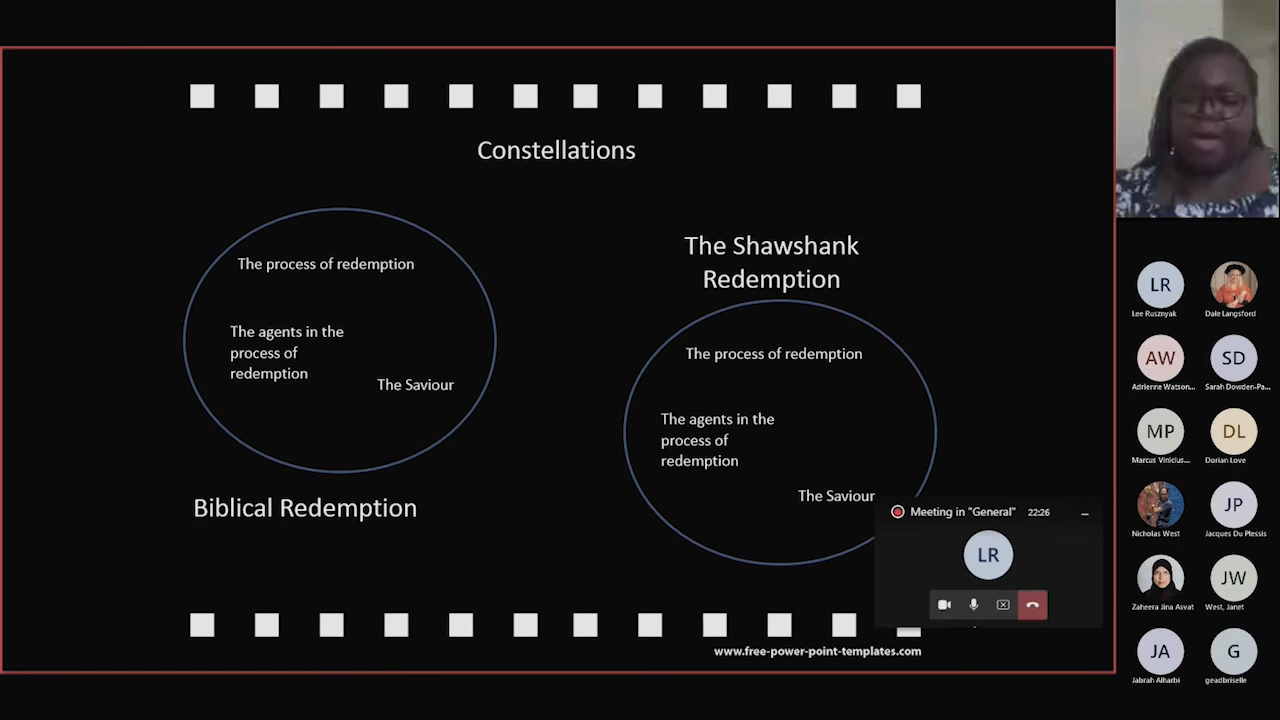 Constellations
The process of redemption
The agents in the
process of
redemption
The Saviour
Biblical Redemption
The Shawshank
Redemption
The process of redemption
The agents in the
process of
redemption
The Saviour
Meeting in "General" 22:26
LR
www.free-power-point-templates.com
LR
Lee Rusznyak
Dale Langsford
AW SD
Adrienne Watson... Sarah Dowden-Pa...
MP DL
Marcus Vinicius... Dorian Love
JP
Nicholas West Jacques Du Plessis
JW
Zaheera Jina Asvat West, Janet
JA G
Jabrah Alharbi geadbriselle